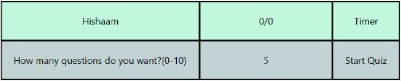 Hishaam 0/0 Timer
How many questions do you want?(0-10) 5 Start Quiz